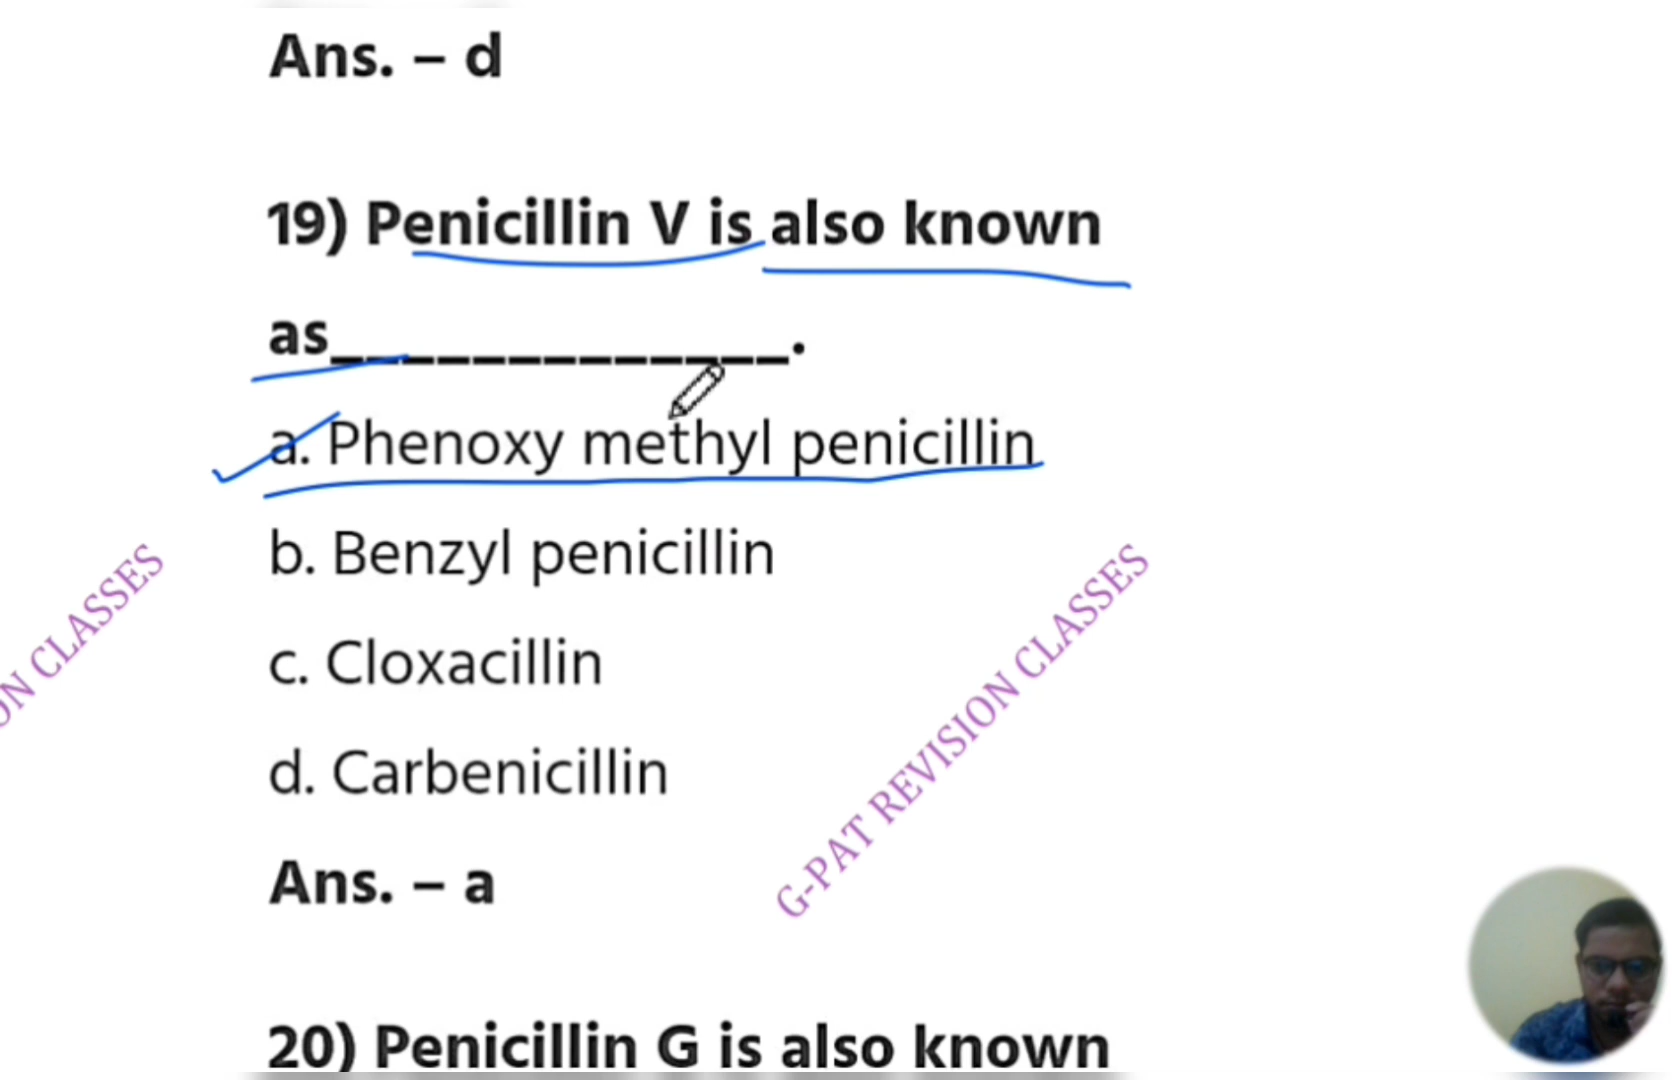 Ans. – d
19) Penicillin V is also known
as_____________.
a. Phenoxy methyl penicillin
b. Benzyl penicillin
c. Cloxacillin
d. Carbenicillin
Ans. – a
20) Penicillin G is also known
ON CLASSES
G-PAT REVISION CLASSES